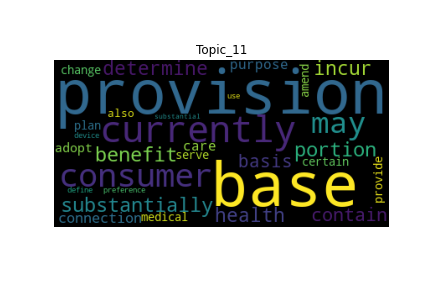 Topic_11
change determine purpose incur
provision
amend
use
also substantial
currently may
plan
device
adopt benefit serve care basis portion certain
consumer base provide
define preference
substantially health contain
connection medical